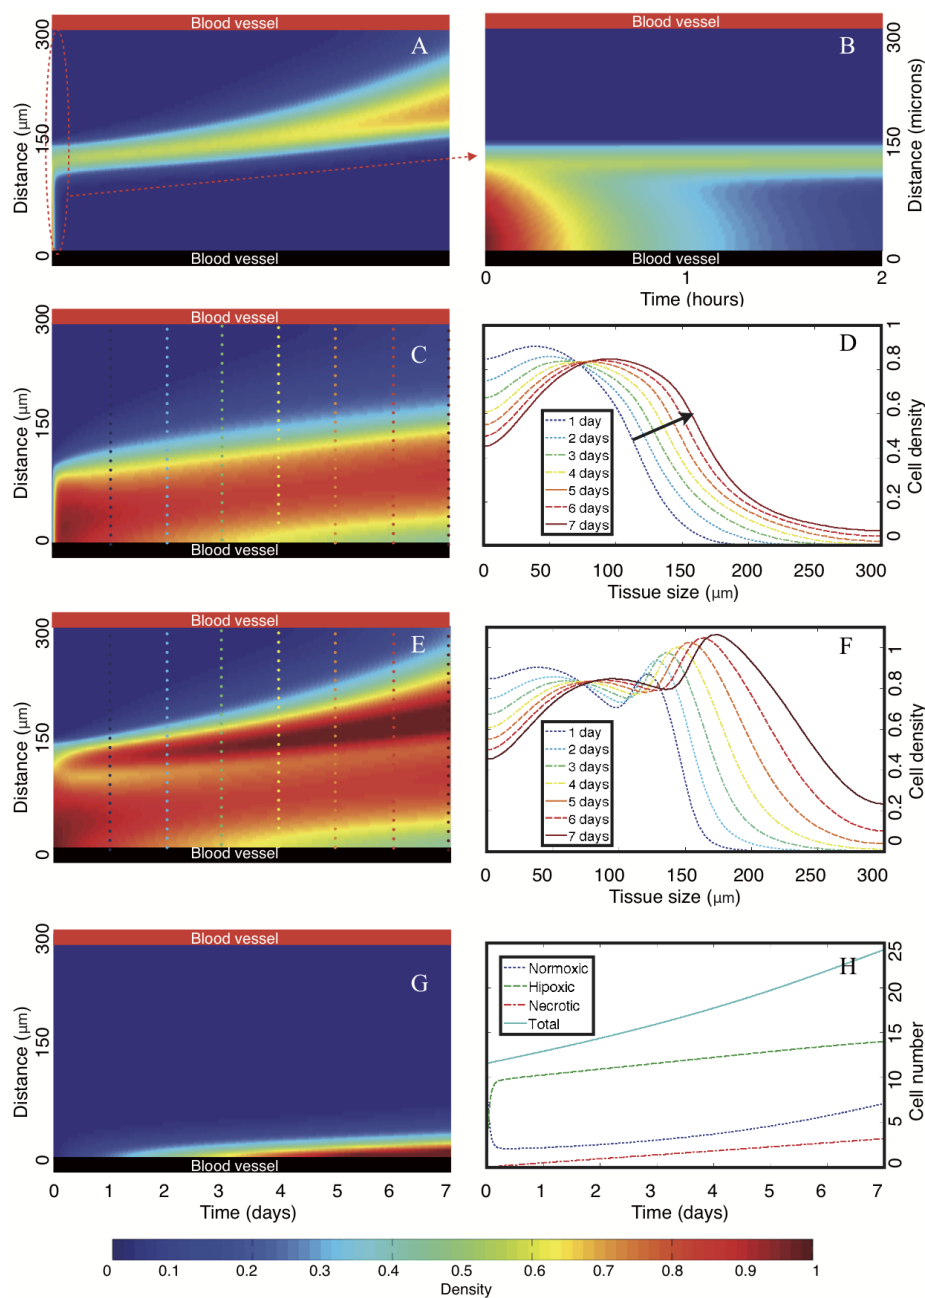 Blood vessel
A
300
150
0
Distance (μm)
Blood vessel
Blood vessel
B
300
150
0
Distance (microns)
Blood vessel
0 1 2
Time (hours)
Blood vessel
C
300
150
0
Distance (μm)
Blood vessel
D
1
0.8
0.6
0.4
0.2
0
Cell density
1 day
2 days
3 days
4 days
5 days
6 days
7 days
0 50 100 150 200 250 300
Tissue size (μm)
Blood vessel
E
300
150
0
Distance (μm)
Blood vessel
F
1
0.8
0.6
0.4
0.2
0
Cell density
1 day
2 days
3 days
4 days
5 days
6 days
7 days
0 50 100 150 200 250 300
Tissue size (μm)
Blood vessel
G
300
150
0
Distance (μm)
Blood vessel
0 1 2 3 4 5 6 7
Time (days)
H
Normoxic
Hipoxic
Necrotic
Total
25
20
15
10
5
0
Cell number
0 1 2 3 4 5 6 7
Time (days)
0 0.1 0.2 0.3 0.4 0.5 0.6 0.7 0.8 0.9 1
Density